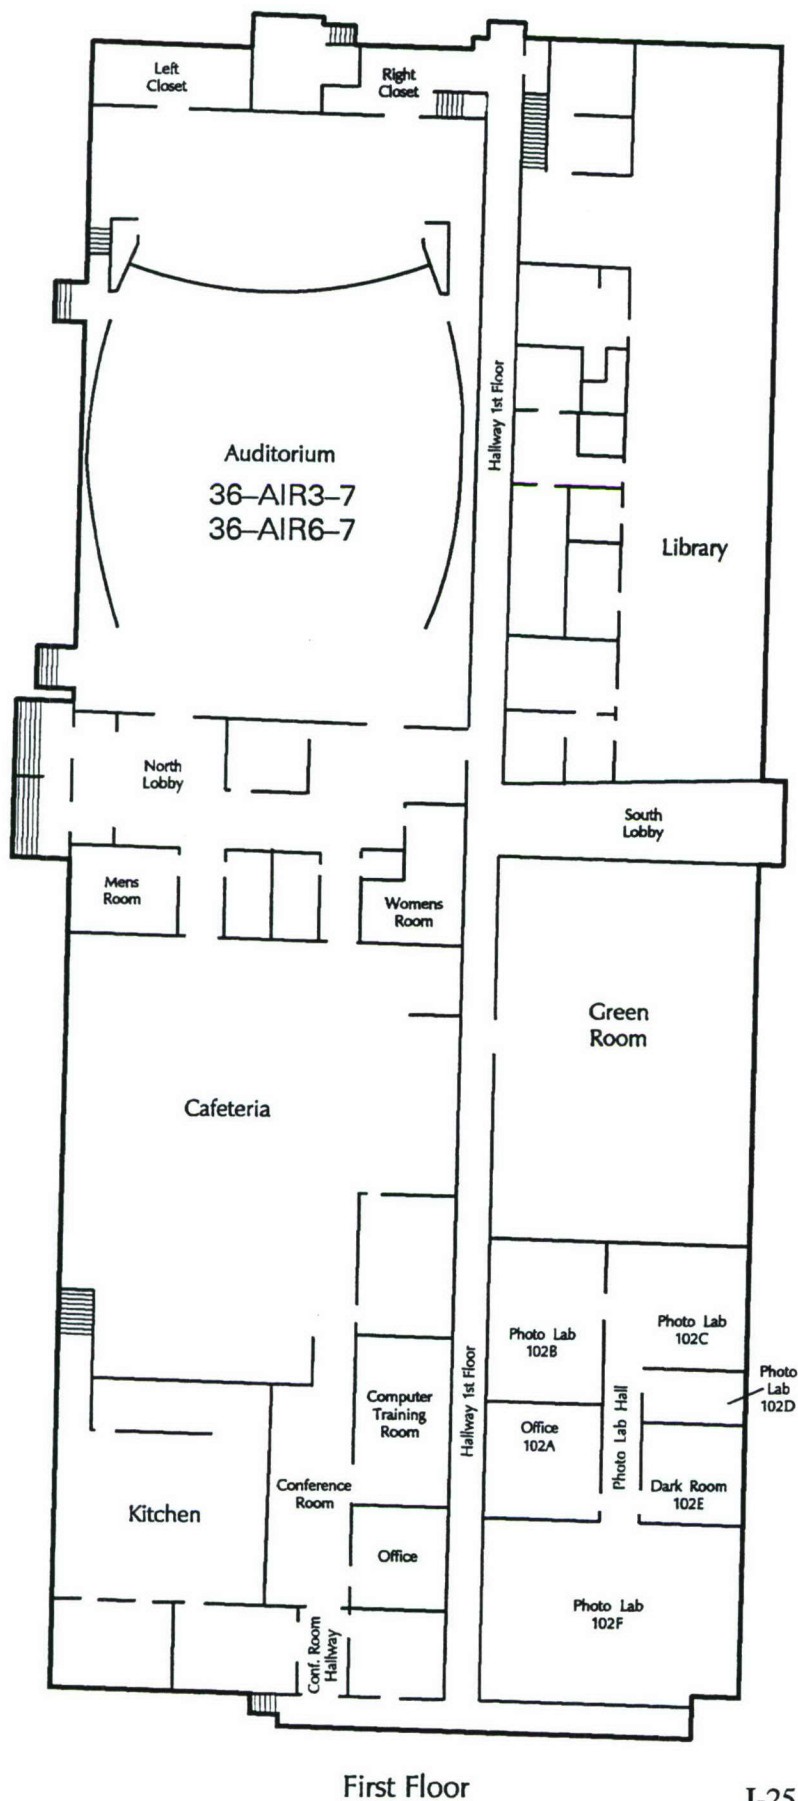 Left
Closet
Right
Closet
Hallway 1st Floor
Auditorium
36–AIR3–7
36–AIR6–7
Library
North
Lobby
South
Lobby
Mens
Room
Womens
Room
Green
Room
Cafeteria
Photo Lab
102B
Photo Lab
102C
Photo
Lab
102D
Hallway 1st Floor
Computer
Training
Room
Office
102A
Photo Lab Hall
Dark Room
102E
Conference
Room
Kitchen
Office
Photo Lab
102F
Conf. Room
Hallway
First Floor
I-25